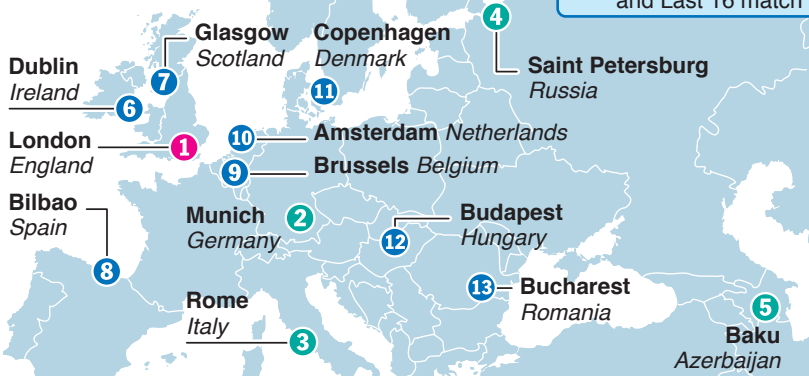 and Last 16 match
Glasgow
Scotland
Copenhagen
Denmark
4
Dublin
Ireland
7
11
Saint Petersburg
Russia
6
London
England
1
10
Amsterdam Netherlands
9
Brussels Belgium
Bilbao
Spain
Munich
Germany
2
Budapest
Hungary
12
8
Rome
Italy
3
13
Bucharest
Romania
5
Baku
Azerbaijan